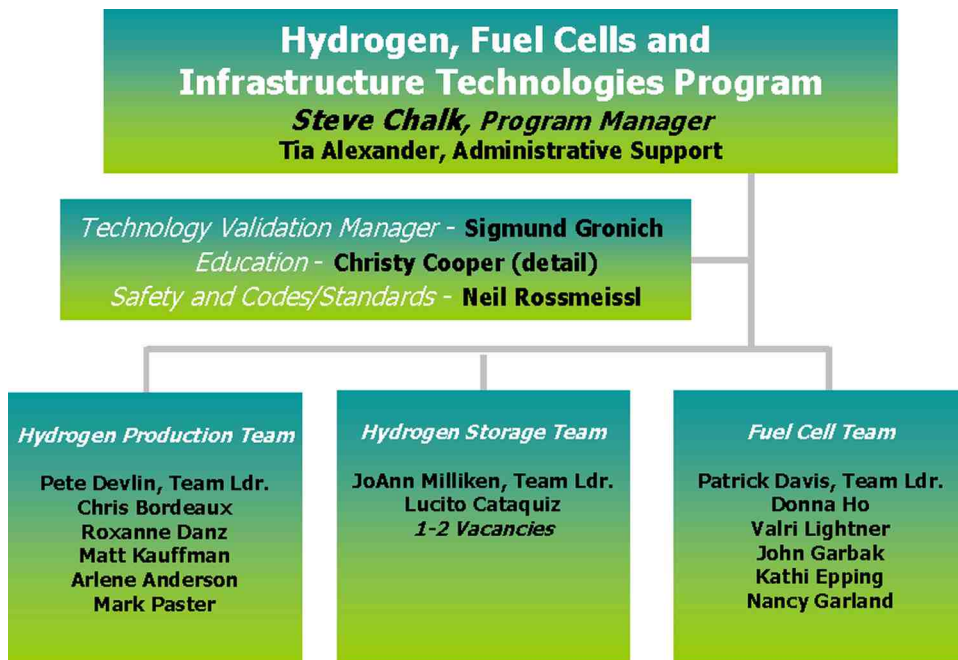 Hydrogen, Fuel Cells and
Infrastructure Technologies Program
Steve Chalk, Program Manager
Tia Alexander, Administrative Support
Technology Validation Manager - Sigmund Gronich
Education - Christy Cooper (detail)
Safety and Codes/Standards - Neil Rossmeissl
Hydrogen Production Team
Pete Devlin, Team Ldr.
Chris Bordeaux
Roxanne Danz
Matt Kauffman
Arlene Anderson
Mark Paster
Hydrogen Storage Team
JoAnn Milliken, Team Ldr.
Lucito Cataquiz
1-2 Vacancies
Fuel Cell Team
Patrick Davis, Team Ldr.
Donna Ho
Valri Lightner
John Garbak
Kathi Epping
Nancy Garland